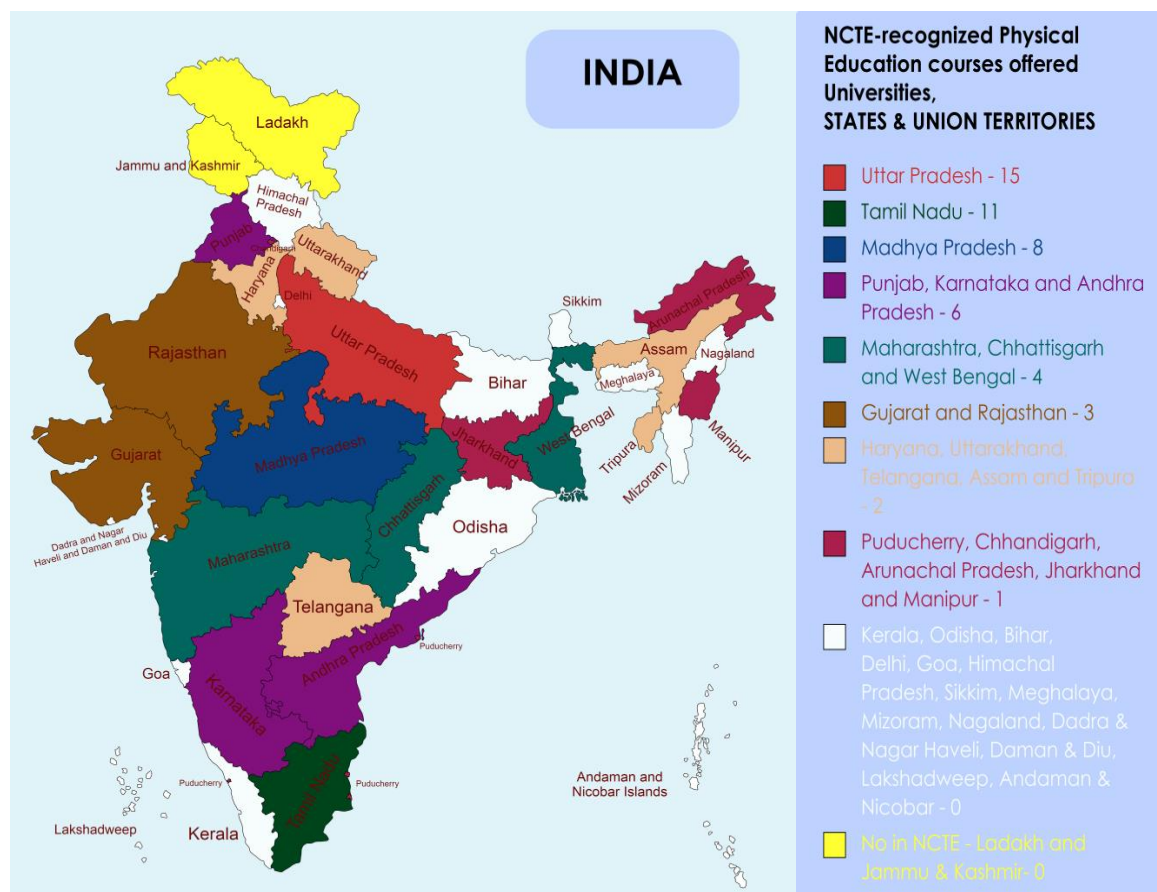 INDIA
NCTE-recognized Physical
Education courses offered
Universities,
STATES & UNION TERRITORIES
Uttar Pradesh - 15
Tamil Nadu - 11
Madhya Pradesh - 8
Punjab, Karnataka and Andhra
Pradesh - 6
Maharashtra, Chhattisgarh
and West Bengal - 4
Gujarat and Rajasthan - 3
Haryana, Uttarakhand,
Telangana, Assam and Tripura
- 2
Puducherry, Chhandigarh,
Arunachal Pradesh, Jharkhand
and Manipur - 1
Kerala, Odisha, Bihar,
Delhi, Goa, Himachal
Pradesh, Sikkim, Meghalaya,
Mizoram, Nagaland, Dadra &
Nagar Haveli, Daman & Diu,
Lakshadweep, Andaman &
Nicobar - 0
No in NCTE - Ladakh and
Jammu & Kashmir- 0
Ladakh
Jammu and Kashmir
Himachal
Pradesh
Punjab
Chandigarh
Uttarakhand
Haryana
Delhi
Rajasthan
Uttar Pradesh
Sikkim
Arunachal Pradesh
Assam
Nagaland
Meghalaya
Bihar
Manipur
Tripura
Mizoram
West Bengal
Jharkhand
Gujarat
Madhya Pradesh
Chhattisgarh
Odisha
Dadra and Nagar
Haveli and Daman and Diu
Maharashtra
Telangana
Andhra Pradesh
Puducherry
Goa
Karnataka
Puducherry
Tamil Nadu
Puducherry
Andaman and
Nicobar Islands
Lakshadweep
Kerala